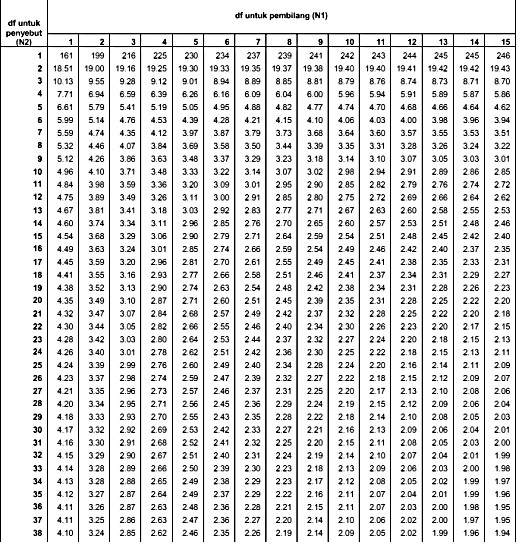 df untuk penyebut (N2) df untuk pembilang (N1)
1 2 3 4 5 6 7 8 9 10 11 12 13 14 15
1 161 199 216 225 230 234 237 239 241 242 243 244 245 245 246
2 18.51 19.00 19.16 19.25 19.30 19.33 19.35 19.37 19.38 19.40 19.40 19.41 19.42 19.42 19.43
3 10.13 9.55 9.28 9.12 9.01 8.94 8.89 8.85 8.81 8.79 8.76 8.74 8.73 8.71 8.70
4 7.71 6.94 6.59 6.39 6.26 6.16 6.09 6.04 6.00 5.96 5.94 5.91 5.89 5.87 5.86
5 6.61 5.79 5.41 5.19 5.05 4.95 4.88 4.82 4.77 4.74 4.70 4.68 4.66 4.64 4.62
6 5.99 5.14 4.76 4.53 4.39 4.28 4.21 4.15 4.10 4.06 4.03 4.00 3.98 3.96 3.94
7 5.59 4.74 4.35 4.12 3.97 3.87 3.79 3.73 3.68 3.64 3.60 3.57 3.55 3.53 3.51
8 5.32 4.46 4.07 3.84 3.69 3.58 3.50 3.44 3.39 3.35 3.31 3.28 3.26 3.24 3.22
9 5.12 4.26 3.86 3.63 3.48 3.37 3.29 3.23 3.18 3.14 3.10 3.07 3.05 3.03 3.01
10 4.96 4.10 3.71 3.48 3.33 3.22 3.14 3.07 3.02 2.98 2.94 2.91 2.89 2.86 2.85
11 4.84 3.98 3.59 3.36 3.20 3.09 3.01 2.95 2.90 2.85 2.82 2.79 2.76 2.74 2.72
12 4.75 3.89 3.49 3.26 3.11 3.00 2.91 2.85 2.80 2.75 2.72 2.69 2.66 2.64 2.62
13 4.67 3.81 3.41 3.18 3.03 2.92 2.83 2.77 2.71 2.67 2.63 2.60 2.58 2.55 2.53
14 4.60 3.74 3.34 3.11 2.96 2.85 2.76 2.70 2.65 2.60 2.57 2.53 2.51 2.48 2.46
15 4.54 3.68 3.29 3.06 2.90 2.79 2.71 2.64 2.59 2.54 2.51 2.48 2.45 2.42 2.40
16 4.49 3.63 3.24 3.01 2.85 2.74 2.66 2.59 2.54 2.49 2.46 2.42 2.40 2.37 2.35
17 4.45 3.59 3.20 2.96 2.81 2.70 2.61 2.55 2.49 2.45 2.41 2.38 2.35 2.33 2.31
18 4.41 3.55 3.16 2.93 2.77 2.66 2.58 2.51 2.46 2.41 2.37 2.34 2.31 2.29 2.27
19 4.38 3.52 3.13 2.90 2.74 2.63 2.54 2.48 2.42 2.38 2.34 2.31 2.28 2.26 2.23
20 4.35 3.49 3.10 2.87 2.71 2.60 2.51 2.45 2.39 2.35 2.31 2.28 2.25 2.22 2.20
21 4.32 3.47 3.07 2.84 2.68 2.57 2.49 2.42 2.37 2.32 2.28 2.25 2.22 2.20 2.18
22 4.30 3.44 3.05 2.82 2.66 2.55 2.46 2.40 2.34 2.30 2.26 2.23 2.20 2.17 2.15
23 4.28 3.42 3.03 2.80 2.64 2.53 2.44 2.37 2.32 2.27 2.24 2.20 2.18 2.15 2.13
24 4.26 3.40 3.01 2.78 2.62 2.51 2.42 2.36 2.30 2.25 2.22 2.18 2.15 2.13 2.11
25 4.24 3.39 2.99 2.76 2.60 2.49 2.40 2.34 2.28 2.24 2.20 2.16 2.14 2.11 2.09
26 4.23 3.37 2.98 2.74 2.59 2.47 2.39 2.32 2.27 2.22 2.18 2.15 2.12 2.09 2.07
27 4.21 3.35 2.96 2.73 2.57 2.46 2.37 2.31 2.25 2.20 2.17 2.13 2.10 2.08 2.06
28 4.20 3.34 2.95 2.71 2.56 2.45 2.36 2.29 2.24 2.19 2.15 2.12 2.09 2.06 2.04
29 4.18 3.33 2.93 2.70 2.55 2.43 2.35 2.28 2.22 2.18 2.14 2.10 2.08 2.05 2.03
30 4.17 3.32 2.92 2.69 2.53 2.42 2.33 2.27 2.21 2.16 2.13 2.09 2.06 2.04 2.01
31 4.16 3.30 2.91 2.68 2.52 2.41 2.32 2.25 2.20 2.15 2.11 2.08 2.05 2.03 2.00
32 4.15 3.29 2.90 2.67 2.51 2.40 2.31 2.24 2.19 2.14 2.10 2.07 2.04 2.01 1.99
33 4.14 3.28 2.89 2.66 2.50 2.39 2.30 2.23 2.18 2.13 2.09 2.06 2.03 2.00 1.98
34 4.13 3.28 2.88 2.65 2.49 2.38 2.29 2.23 2.17 2.12 2.08 2.05 2.02 1.99 1.97
35 4.12 3.27 2.87 2.64 2.49 2.37 2.29 2.22 2.16 2.11 2.07 2.04 2.01 1.99 1.96
36 4.11 3.26 2.87 2.63 2.48 2.36 2.28 2.21 2.15 2.11 2.07 2.03 2.00 1.98 1.95
37 4.11 3.25 2.86 2.63 2.47 2.36 2.27 2.20 2.14 2.10 2.06 2.02 2.00 1.97 1.95
38 4.10 3.24 2.85 2.62 2.46 2.35 2.26 2.19 2.14 2.09 2.05 2.02 1.99 1.96 1.94